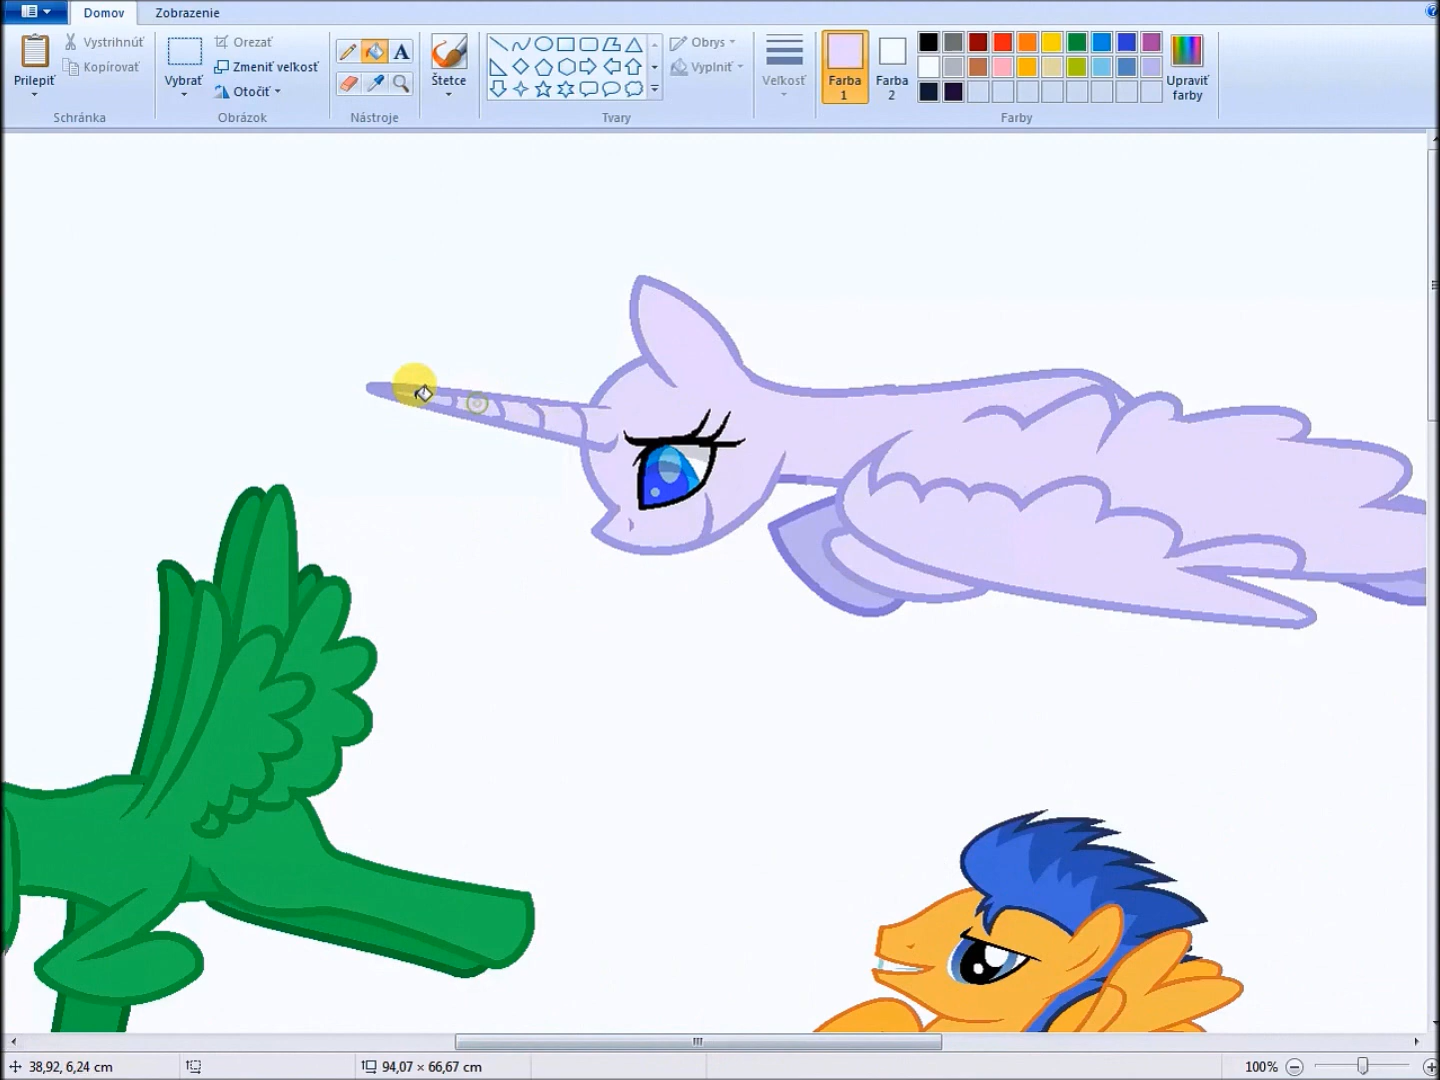 Domov
Zobrazenie
Prilepiť
Vystrihnúť
Kopírovať
Schránka
Vybrať
Orezať
Zmeniť veľkosť
Otočiť
Obrázok
A
Nástroje
Štetce
Tvary
Obrys
Vyplniť
Veľkosť
Farba
1
Farba
2
Upraviť
farby
Farby
38,92, 6,24 cm
94,07 × 66,67 cm
100%